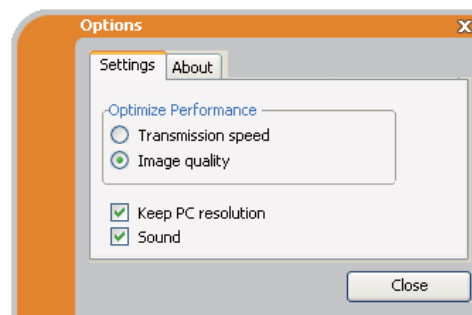 Options X
Settings About
Optimize Performance
Transmission speed
Image quality
Keep PC resolution
Sound
Close